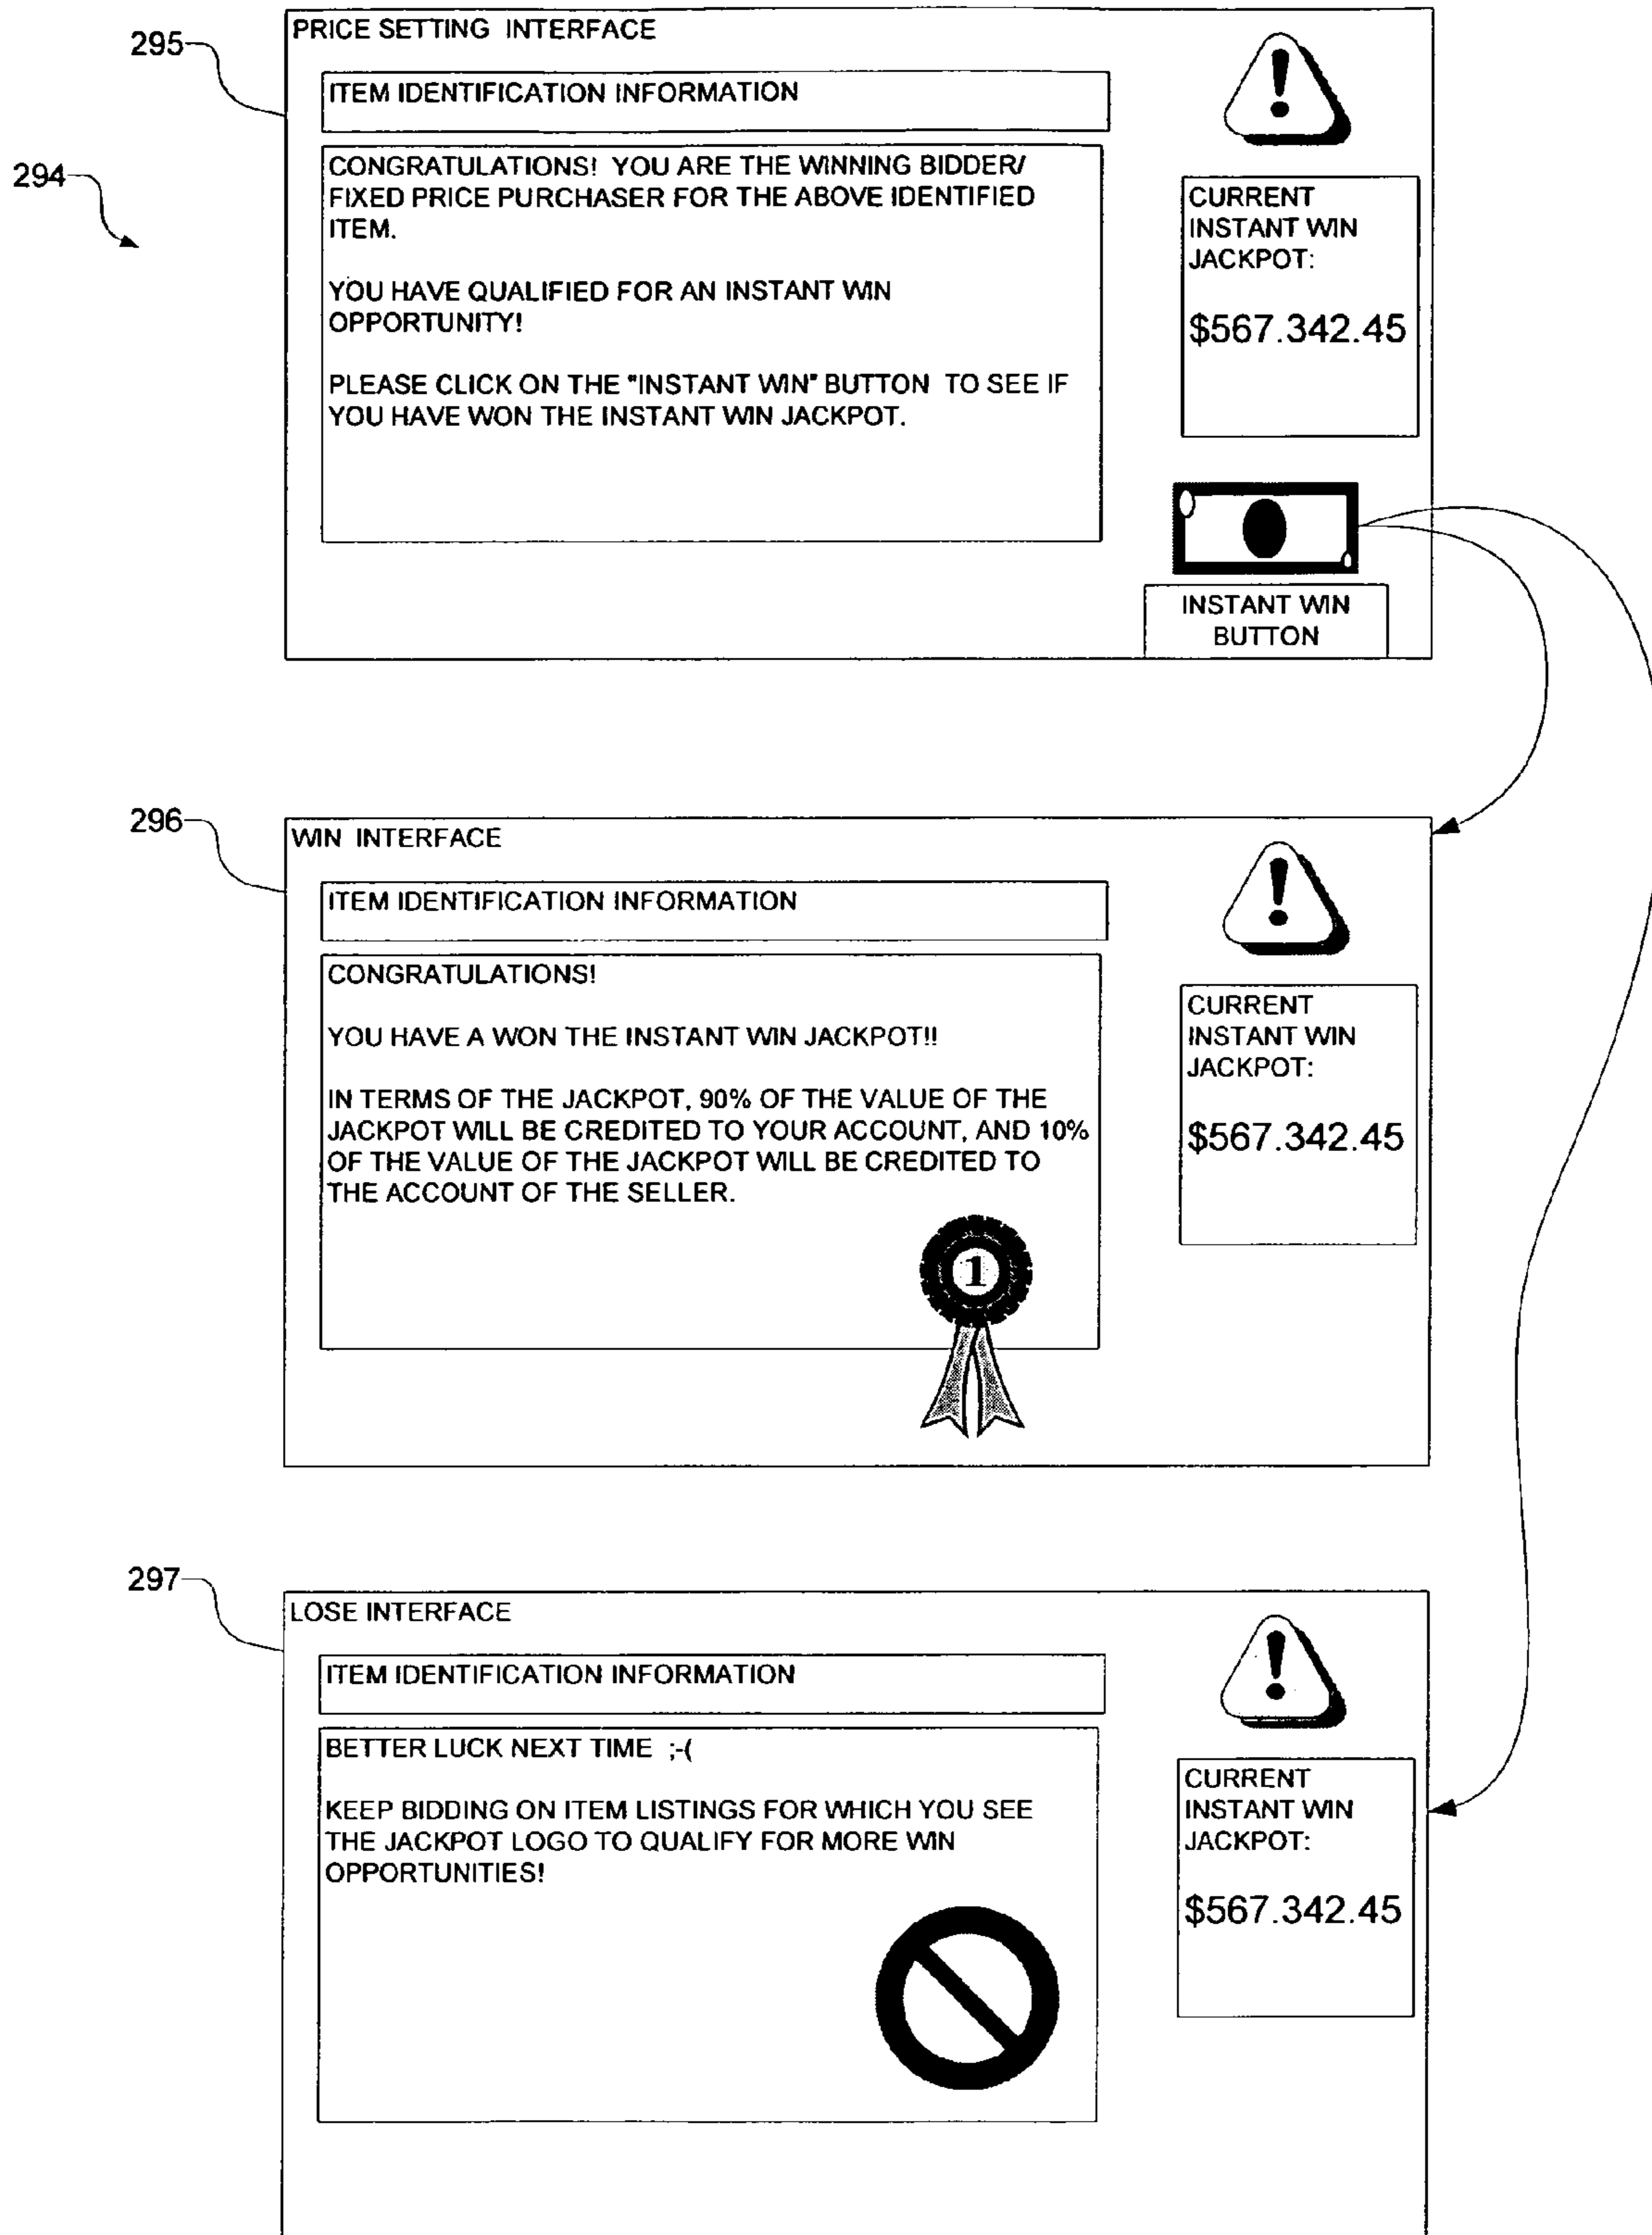 294
295
PRICE SETTING INTERFACE
ITEM IDENTIFICATION INFORMATION
CONGRATULATIONS! YOU ARE THE WINNING BIDDER/
FIXED PRICE PURCHASER FOR THE ABOVE IDENTIFIED
ITEM.
YOU HAVE QUALIFIED FOR AN INSTANT WIN
OPPORTUNITY!
PLEASE CLICK ON THE "INSTANT WIN" BUTTON TO SEE IF
YOU HAVE WON THE INSTANT WIN JACKPOT.
!
CURRENT
INSTANT WIN
JACKPOT:
$567.342.45
INSTANT WIN
BUTTON
296
WIN INTERFACE
ITEM IDENTIFICATION INFORMATION
CONGRATULATIONS!
YOU HAVE A WON THE INSTANT WIN JACKPOT!!
IN TERMS OF THE JACKPOT, 90% OF THE VALUE OF THE
JACKPOT WILL BE CREDITED TO YOUR ACCOUNT, AND 10%
OF THE VALUE OF THE JACKPOT WILL BE CREDITED TO
THE ACCOUNT OF THE SELLER.
1
!
CURRENT
INSTANT WIN
JACKPOT:
$567.342.45
297
LOSE INTERFACE
ITEM IDENTIFICATION INFORMATION
BETTER LUCK NEXT TIME ;-(
KEEP BIDDING ON ITEM LISTINGS FOR WHICH YOU SEE
THE JACKPOT LOGO TO QUALIFY FOR MORE WIN
OPPORTUNITIES!
!
CURRENT
INSTANT WIN
JACKPOT:
$567.342.45